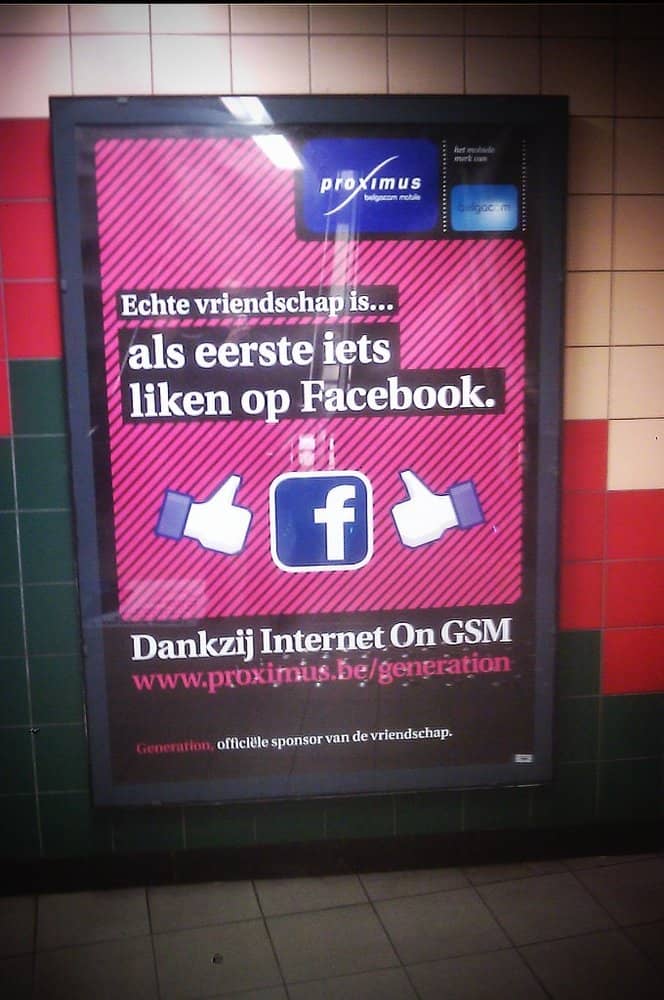 proximus
belgacom mobile
het mobiele
merk van
belgacom
Echte vriendschap is...
als eerste iets
liken op Facebook.
f
Dankzij Internet On GSM
www.proximus.be/generation
Generation, officiële sponsor van de vriendschap.